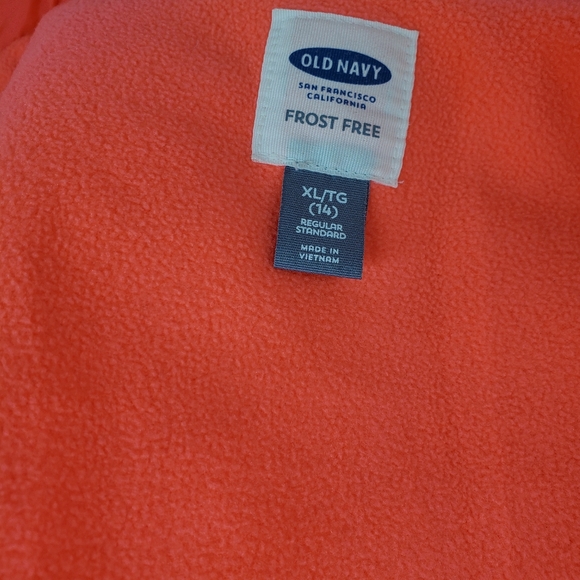 OLD NAVY
SAN FRANCISCO
CALIFORNIA
FROST FREE
XL/TG
(14)
REGULAR
STANDARD
MADE IN
VIETNAM